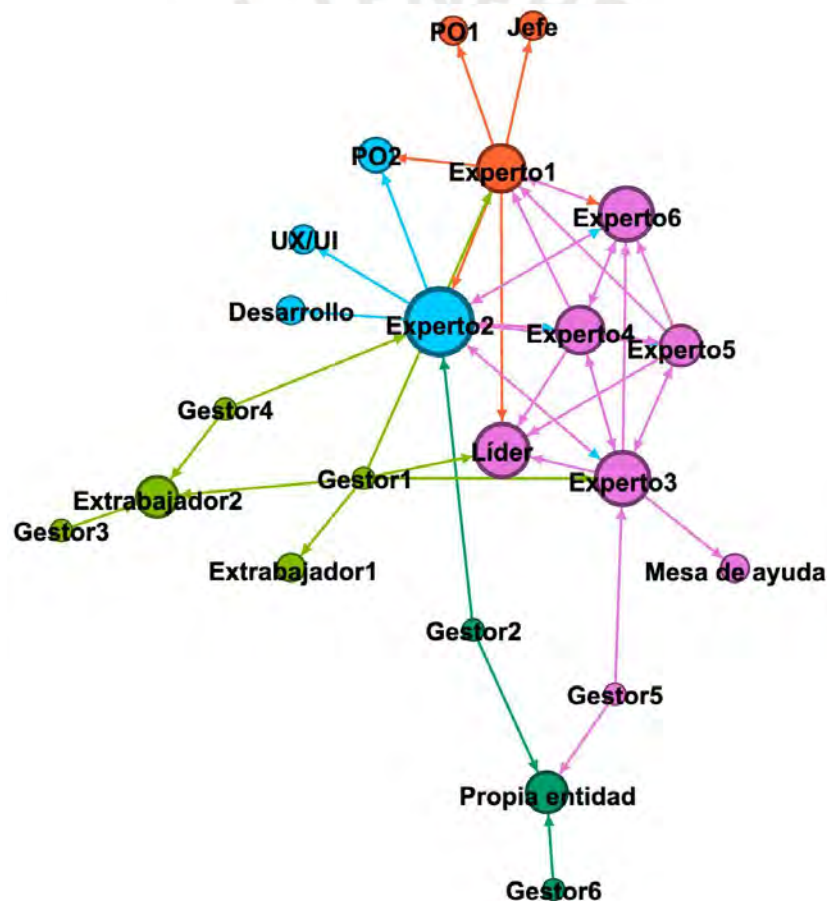 PO1
Jefe
PO2
Experto1
Experto6
UX/UI
Desarrollo
Experto2
Experto4
Experto5
Gestor4
Líder
Gestor1
Experto3
Extrabajador2
Gestor3
Extrabajador1
Mesa de ayuda
Gestor2
Gestor5
Propia entidad
Gestor6